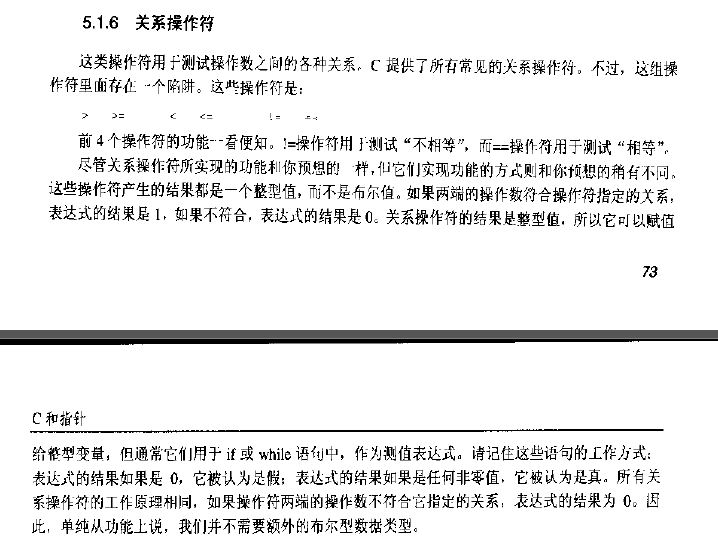 5.1.6 关系操作符
这类操作符用于测试操作数之间的各种关系。C 提供了所有常见的关系操作符。不过，这组操
作符里面存在一个陷阱。这些操作符是：
> >= < <= != ==
前 4 个操作符的功能一看便知。!=操作符用于测试“不相等”，而==操作符用于测试“相等”。
尽管关系操作符所实现的功能和你预想的一样，但它们实现功能的方式则和你预想的稍有不同。
这些操作符产生的结果都是一个整型值，而不是布尔值。如果两端的操作数符合操作符指定的关系，
表达式的结果是 1，如果不符合，表达式的结果是 0。关系操作符的结果是整型值，所以它可以赋值
73
C 和指针
给整型变量，但通常它们用于 if 或 while 语句中，作为测值表达式。请记住这些语句的工作方式：
表达式的结果如果是 0，它被认为是假；表达式的结果如果是任何非零值，它被认为是真。所有关
系操作符的工作原理相同，如果操作符两端的操作数不符合它指定的关系，表达式的结果为 0。因
此，单纯从功能上说，我们并不需要额外的布尔型数据类型。